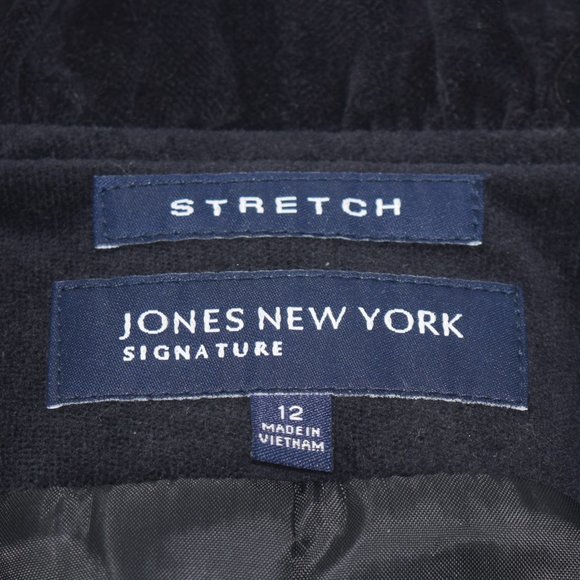 STRETCH
JONES NEW YORK
SIGNATURE
12
MADE IN
VIETNAM